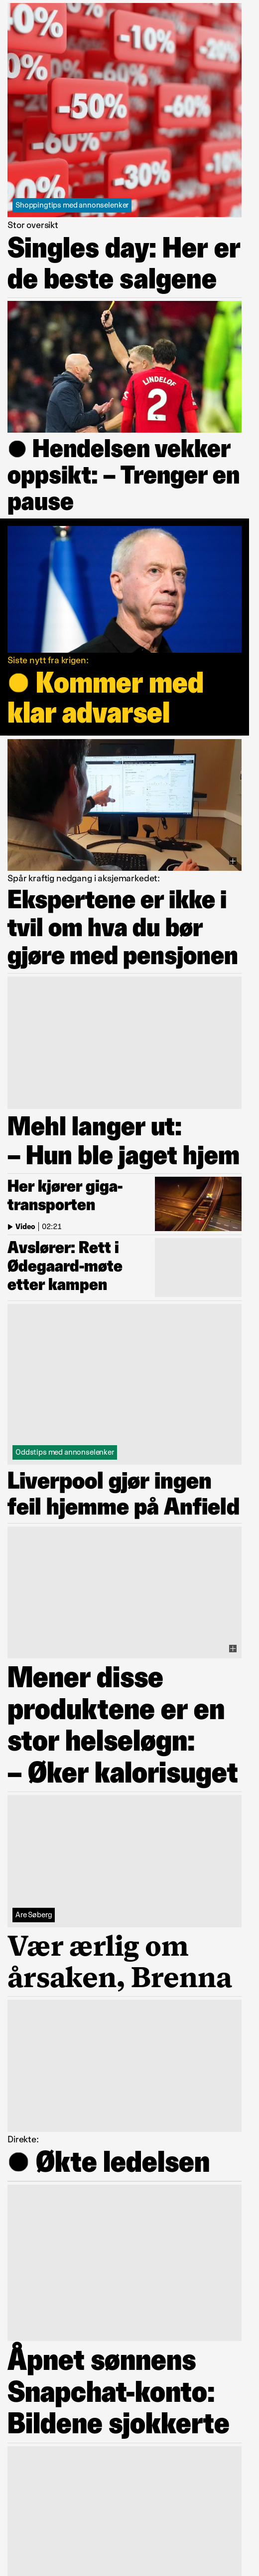 0%
-10%
-20%
0%
-50%
-60%
-60%
-10%
-30%
20%
Shoppingtips med annonselenker
Stor oversikt
Singles day: Her er
de beste salgene
LINDELÖF
2
Hendelsen vekker
oppsikt: – Trenger en
pause
Siste nytt fra krigen:
Kommer med
klar advarsel
Spår kraftig nedgang i aksjemarkedet:
Ekspertene er ikke i
tvil om hva du bør
gjøre med pensjonen
Mehl langer ut:
– Hun ble jaget hjem
Her kjører giga-
transporten
Video | 02:21
Avslører: Rett i
Ødegaard-møte
etter kampen
Oddstips med annonselenker
Liverpool gjør ingen
feil hjemme på Anfield
Mener disse
produktene er en
stor helseløgn:
– Øker kalorisuget
Are Søberg
Vær ærlig om
årsaken, Brenna
Direkte:
Økte ledelsen
Åpnet sønnens
Snapchat-konto:
Bildene sjokkerte